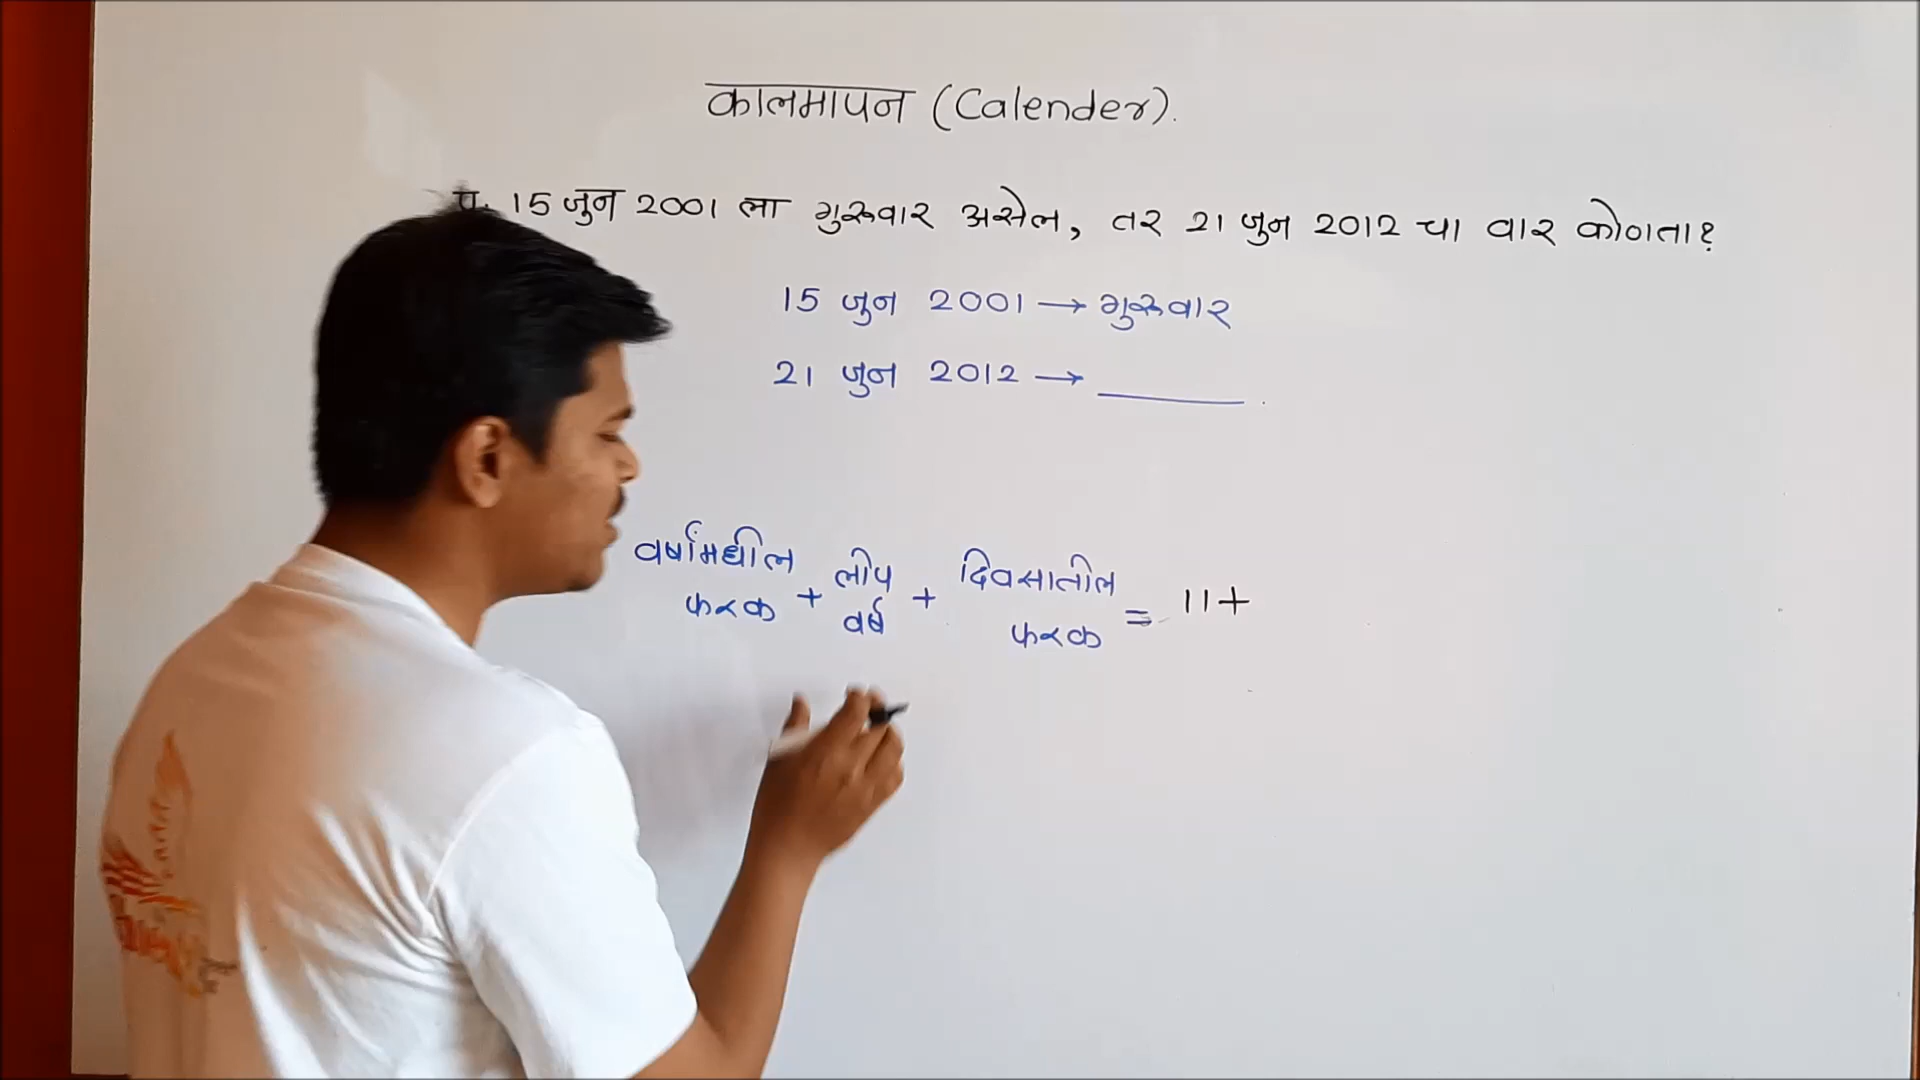 कालमापन (Calender).
प्र. 15 जुन 2001 ला गुरूवार असेल, तर 21 जुन 2012 चा वार कोणता?
15 जुन 2001 → गुरूवार
21 जुन 2012 → ______
वर्षांमधील फरक + लीप वर्ष + दिवसातील फरक = 11+